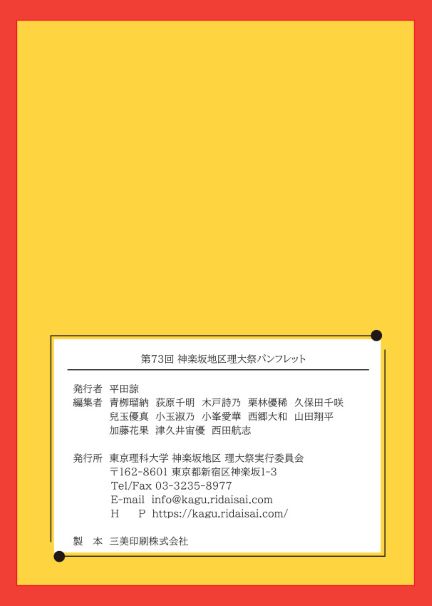 第73回 神楽坂地区理大祭パンフレット
発行者 平田諒
編集者 青栁瑠納 荻原千明 木戸詩乃 栗林優稀 久保田千咲
兒玉優真 小玉淑乃 小峯愛華 西郷大和 山田翔平
加藤花果 津久井宙優 西田航志
発行所 東京理科大学 神楽坂地区 理大祭実行委員会
〒162-8601 東京都新宿区神楽坂1-3
Tel/Fax 03-3235-8977
E-mail info@kagu.ridaisai.com
H P https://kagu.ridaisai.com/
製 本 三美印刷株式会社